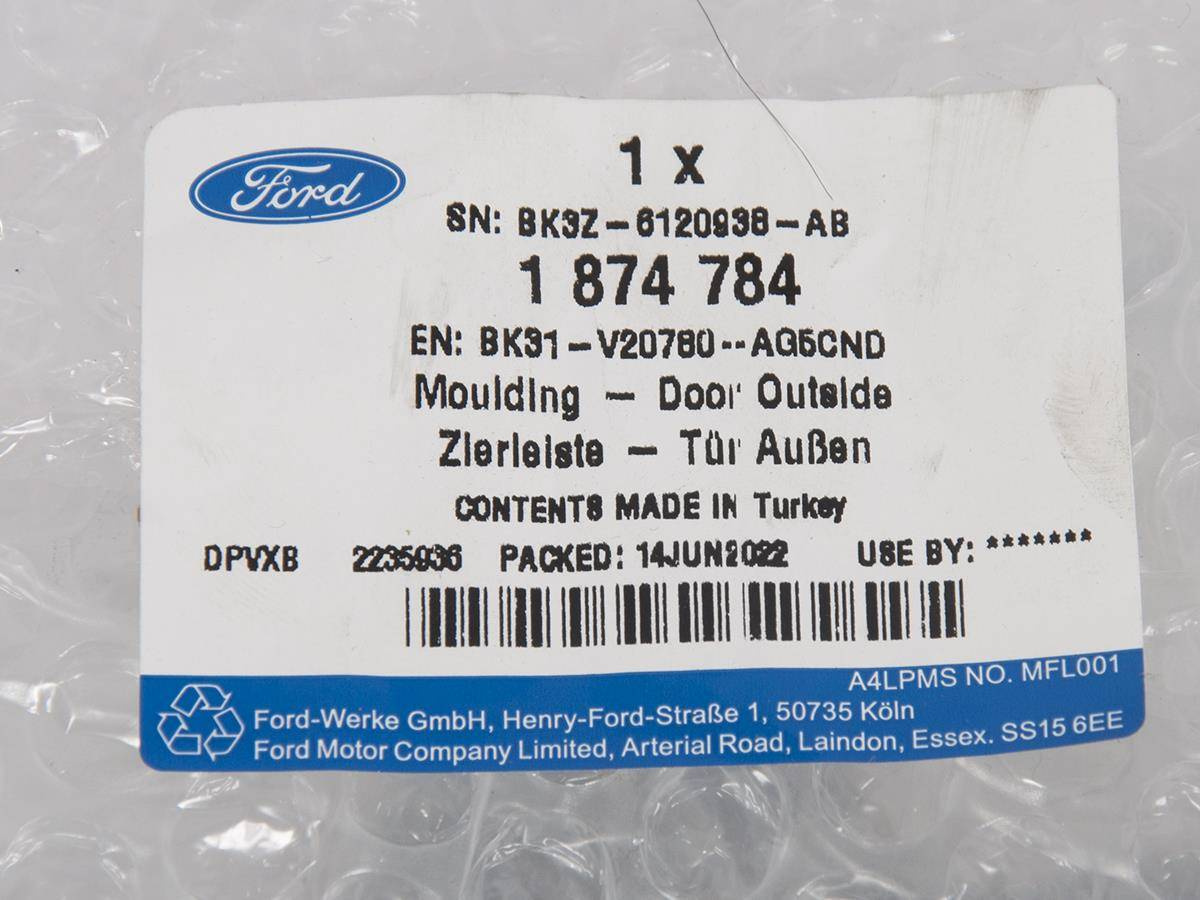 Ford
1 x
SN: BK3Z-6120938-AB
1 874 784
EN: BK31-V20780--AG5CND
Moulding - Door Outside
Zierleiste - Tür Außen
CONTENTS MADE IN Turkey
DPVXB 2235936 PACKED: 14JUN2022 USE BY: *******
A4LPMS NO. MFL001
Ford-Werke GmbH, Henry-Ford-Straße 1, 50735 Köln
Ford Motor Company Limited, Arterial Road, Laindon, Essex. SS15 6EE